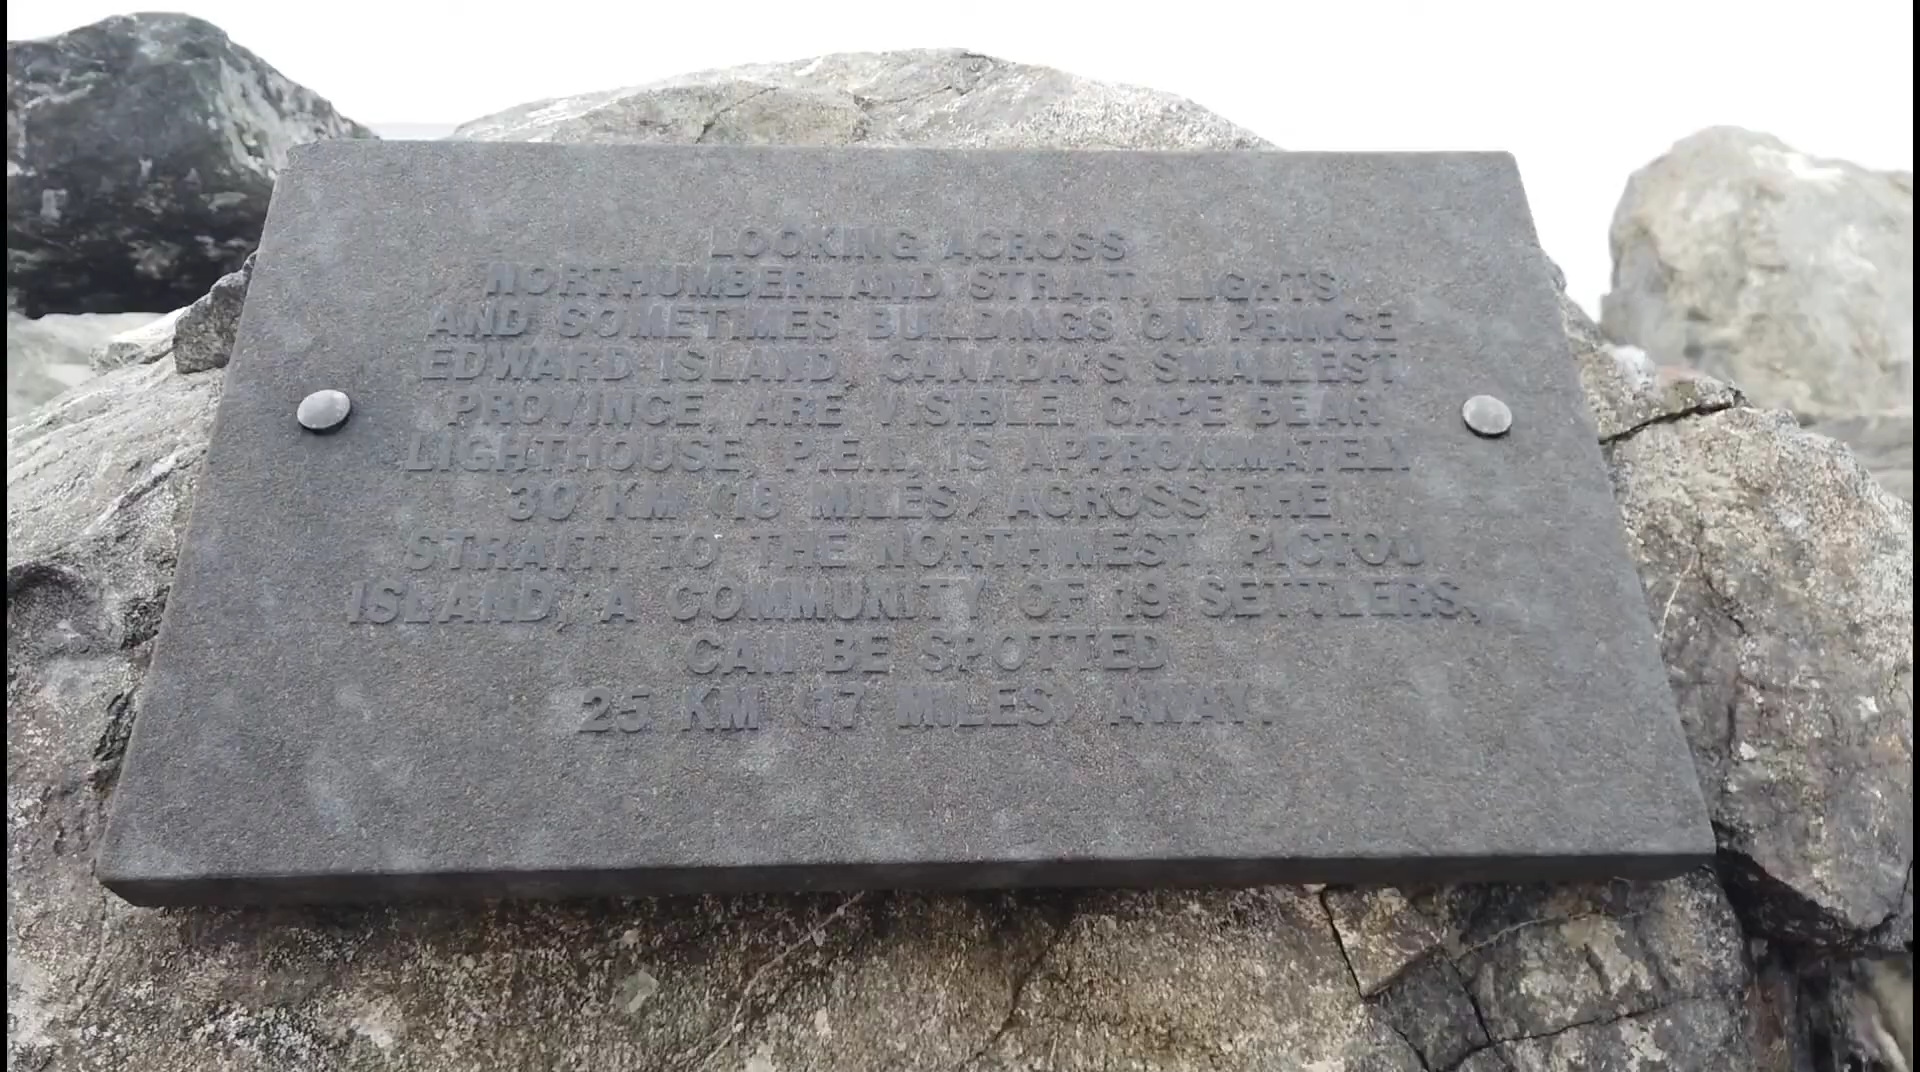 LOOKING ACROSS
NORTHUMBERLAND STRAIT, LIGHTS
AND SOMETIMES BUILDINGS ON PRINCE
EDWARD ISLAND, CANADA'S SMALLEST
PROVINCE, ARE VISIBLE. CAPE BEAR
LIGHTHOUSE, P.E.I., IS APPROXIMATELY
30 KM (18 MILES) ACROSS THE
STRAIT TO THE NORTHWEST. PICTOU
ISLAND, A COMMUNITY OF 19 SETTLERS,
CAN BE SPOTTED
25 KM (17 MILES) AWAY.